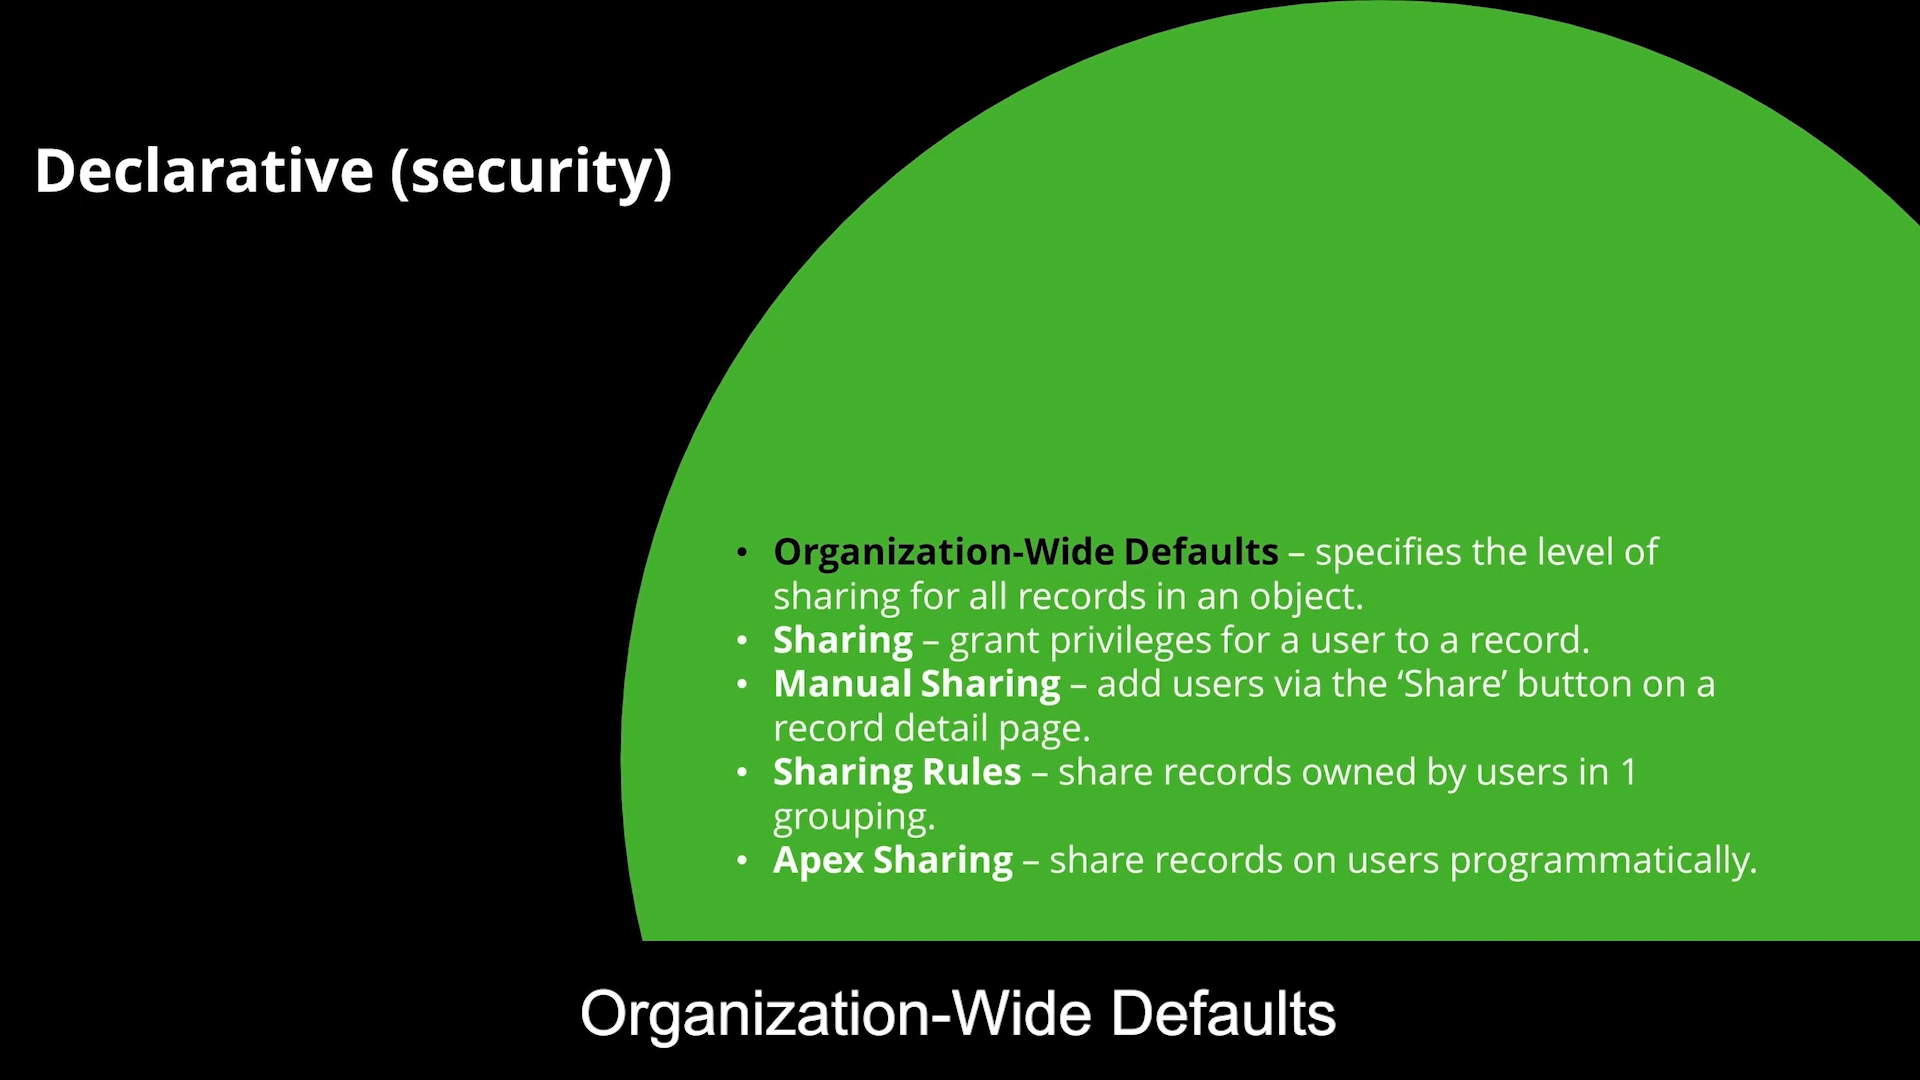 Declarative (security)
• Organization-Wide Defaults – specifies the level of
sharing for all records in an object.
• Sharing – grant privileges for a user to a record.
• Manual Sharing – add users via the ‘Share’ button on a
record detail page.
• Sharing Rules – share records owned by users in 1
grouping.
• Apex Sharing – share records on users programmatically.
Organization-Wide Defaults